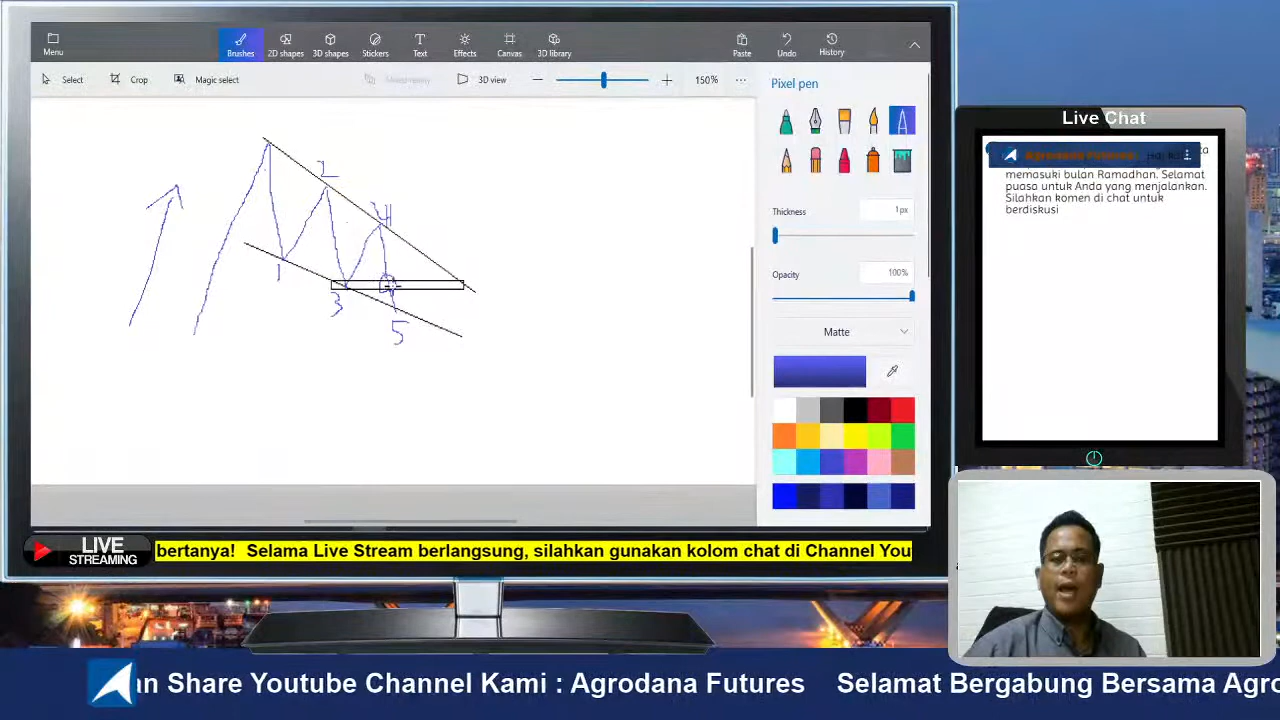 Menu
Brushes
2D shapes
3D shapes
Stickers
Text
Effects
Canvas
3D library
Paste
Undo
History
Select
Crop
Magic select
3D view
150%
Pixel pen
Thickness
1px
Opacity
100%
Matte
2
4
1
3
5
Live Chat
memasuki bulan Ramadhan. Selamat
puasa untuk Anda yang menjalankan.
Silahkan komen di chat untuk
berdiskusi
LIVE
STREAMING
bertanya! Selama Live Stream berlangsung, silahkan gunakan kolom chat di Channel You
an Share Youtube Channel Kami : Agrodana Futures Selamat Bergabung Bersama Agro